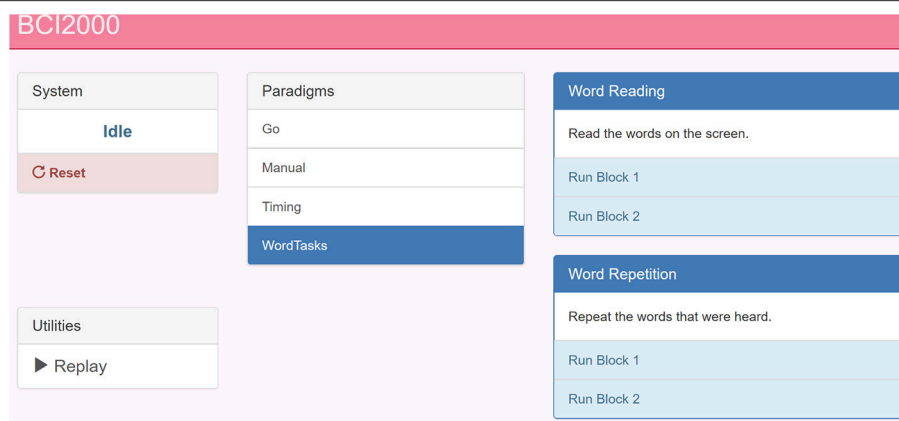 BCI2000
System
Idle
Reset
Utilities
Replay
Paradigms
Go
Manual
Timing
WordTasks
Word Reading
Read the words on the screen.
Run Block 1
Run Block 2
Word Repetition
Repeat the words that were heard.
Run Block 1
Run Block 2